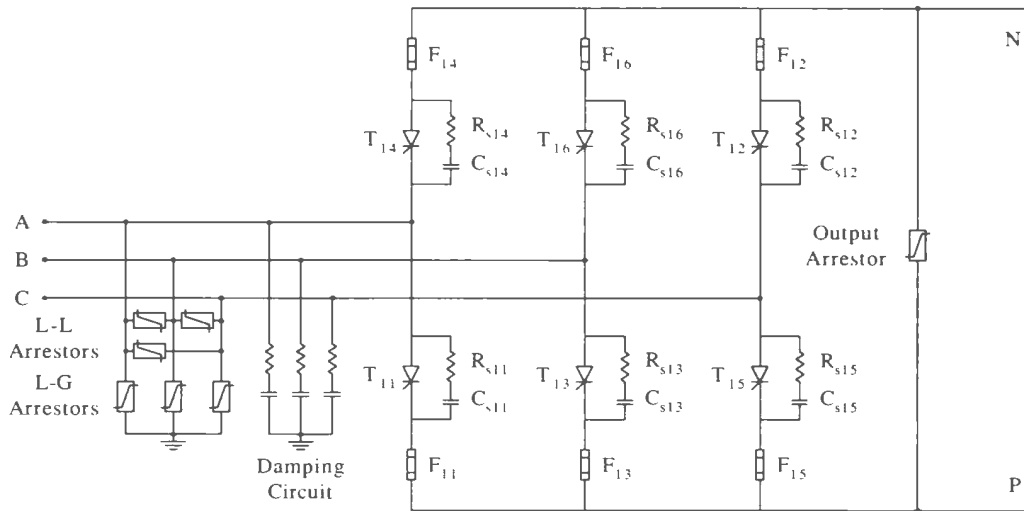 N
F14 F16 F12
T14 Rs14 Cs14
T16 Rs16 Cs16
T12 Rs12 Cs12
A
B
C
Output
Arrestor
L-L
Arrestors
L-G
Arrestors
T11 Rs11 Cs11
T13 Rs13 Cs13
T15 Rs15 Cs15
Damping
Circuit
F11 F13 F15
P